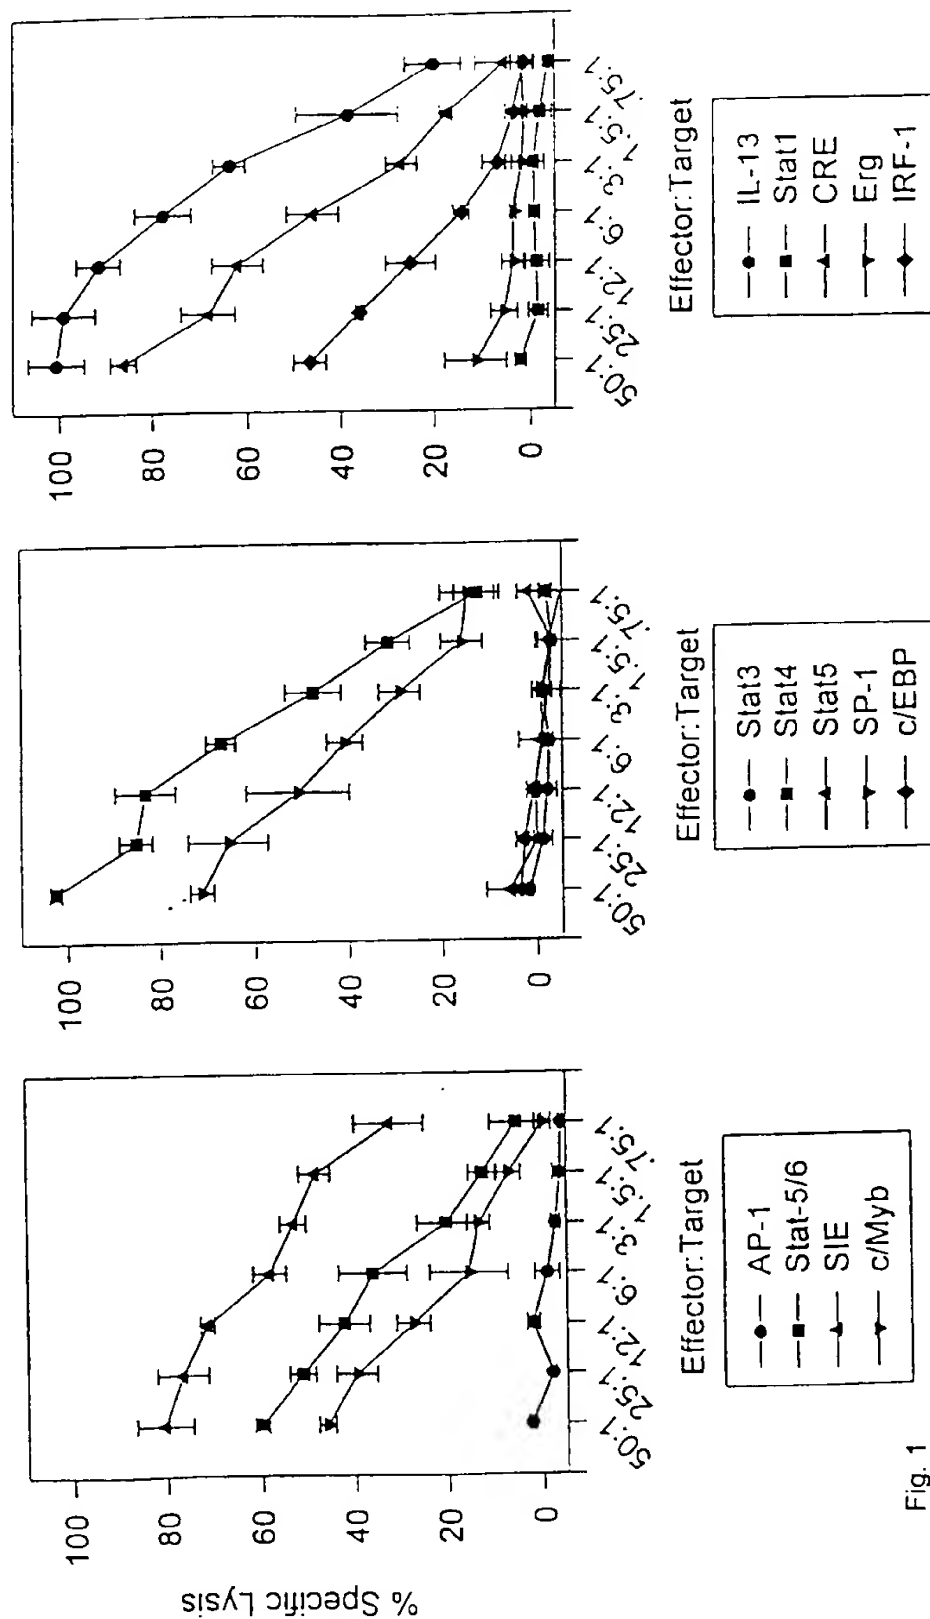 % Specific Lysis
100
80
60
40
20
0
50:1 25:1 12:1 6:1 3:1 1.5:1 .75:1
Effector:Target
AP-1
Stat-5/6
SIE
c/Myb
100
80
60
40
20
0
50:1 25:1 12:1 6:1 3:1 1.5:1 .75:1
Effector:Target
Stat3
Stat4
Stat5
SP-1
c/EBP
100
80
60
40
20
0
50:1 25:1 12:1 6:1 3:1 1.5:1 .75:1
Effector:Target
IL-13
Stat1
CRE
Erg
IRF-1
Fig. 1